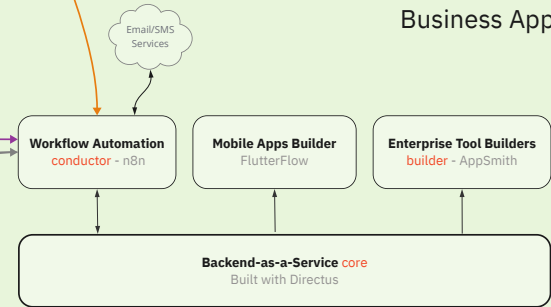 Business App
Email/SMS
Services
Workflow Automation
conductor - n8n
Mobile Apps Builder
FlutterFlow
Enterprise Tool Builders
builder - AppSmith
Backend-as-a-Service core
Built with Directus